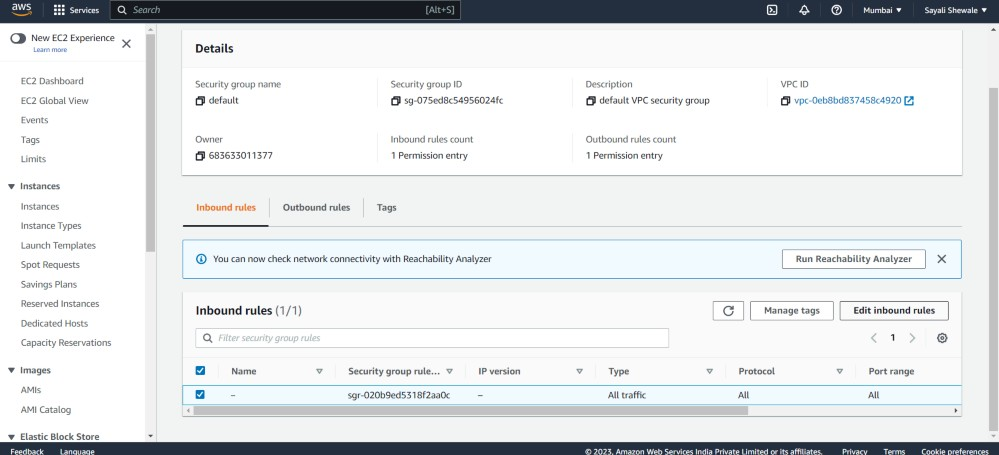 aws Services Search [Alt+S] Mumbai ▼ Sayali Shewale ▼
New EC2 Experience
Learn more
EC2 Dashboard
EC2 Global View
Events
Tags
Limits
Instances
Instances
Instance Types
Launch Templates
Spot Requests
Savings Plans
Reserved Instances
Dedicated Hosts
Capacity Reservations
Images
AMIs
AMI Catalog
Elastic Block Store
Details
Security group name Security group ID Description VPC ID
default sg-075ed8c54956024fc default VPC security group vpc-0eb8bd837458c4920
Owner Inbound rules count Outbound rules count
683633011377 1 Permission entry 1 Permission entry
Inbound rules Outbound rules Tags
You can now check network connectivity with Reachability Analyzer Run Reachability Analyzer
Inbound rules (1/1) Manage tags Edit inbound rules
Filter security group rules 1
Name Security group rule... IP version Type Protocol Port range
– sgr-020b9ed5318f2aa0c – All traffic All All
Feedback Language © 2023, Amazon Web Services India Private Limited or its affiliates. Privacy Terms Cookie preferences